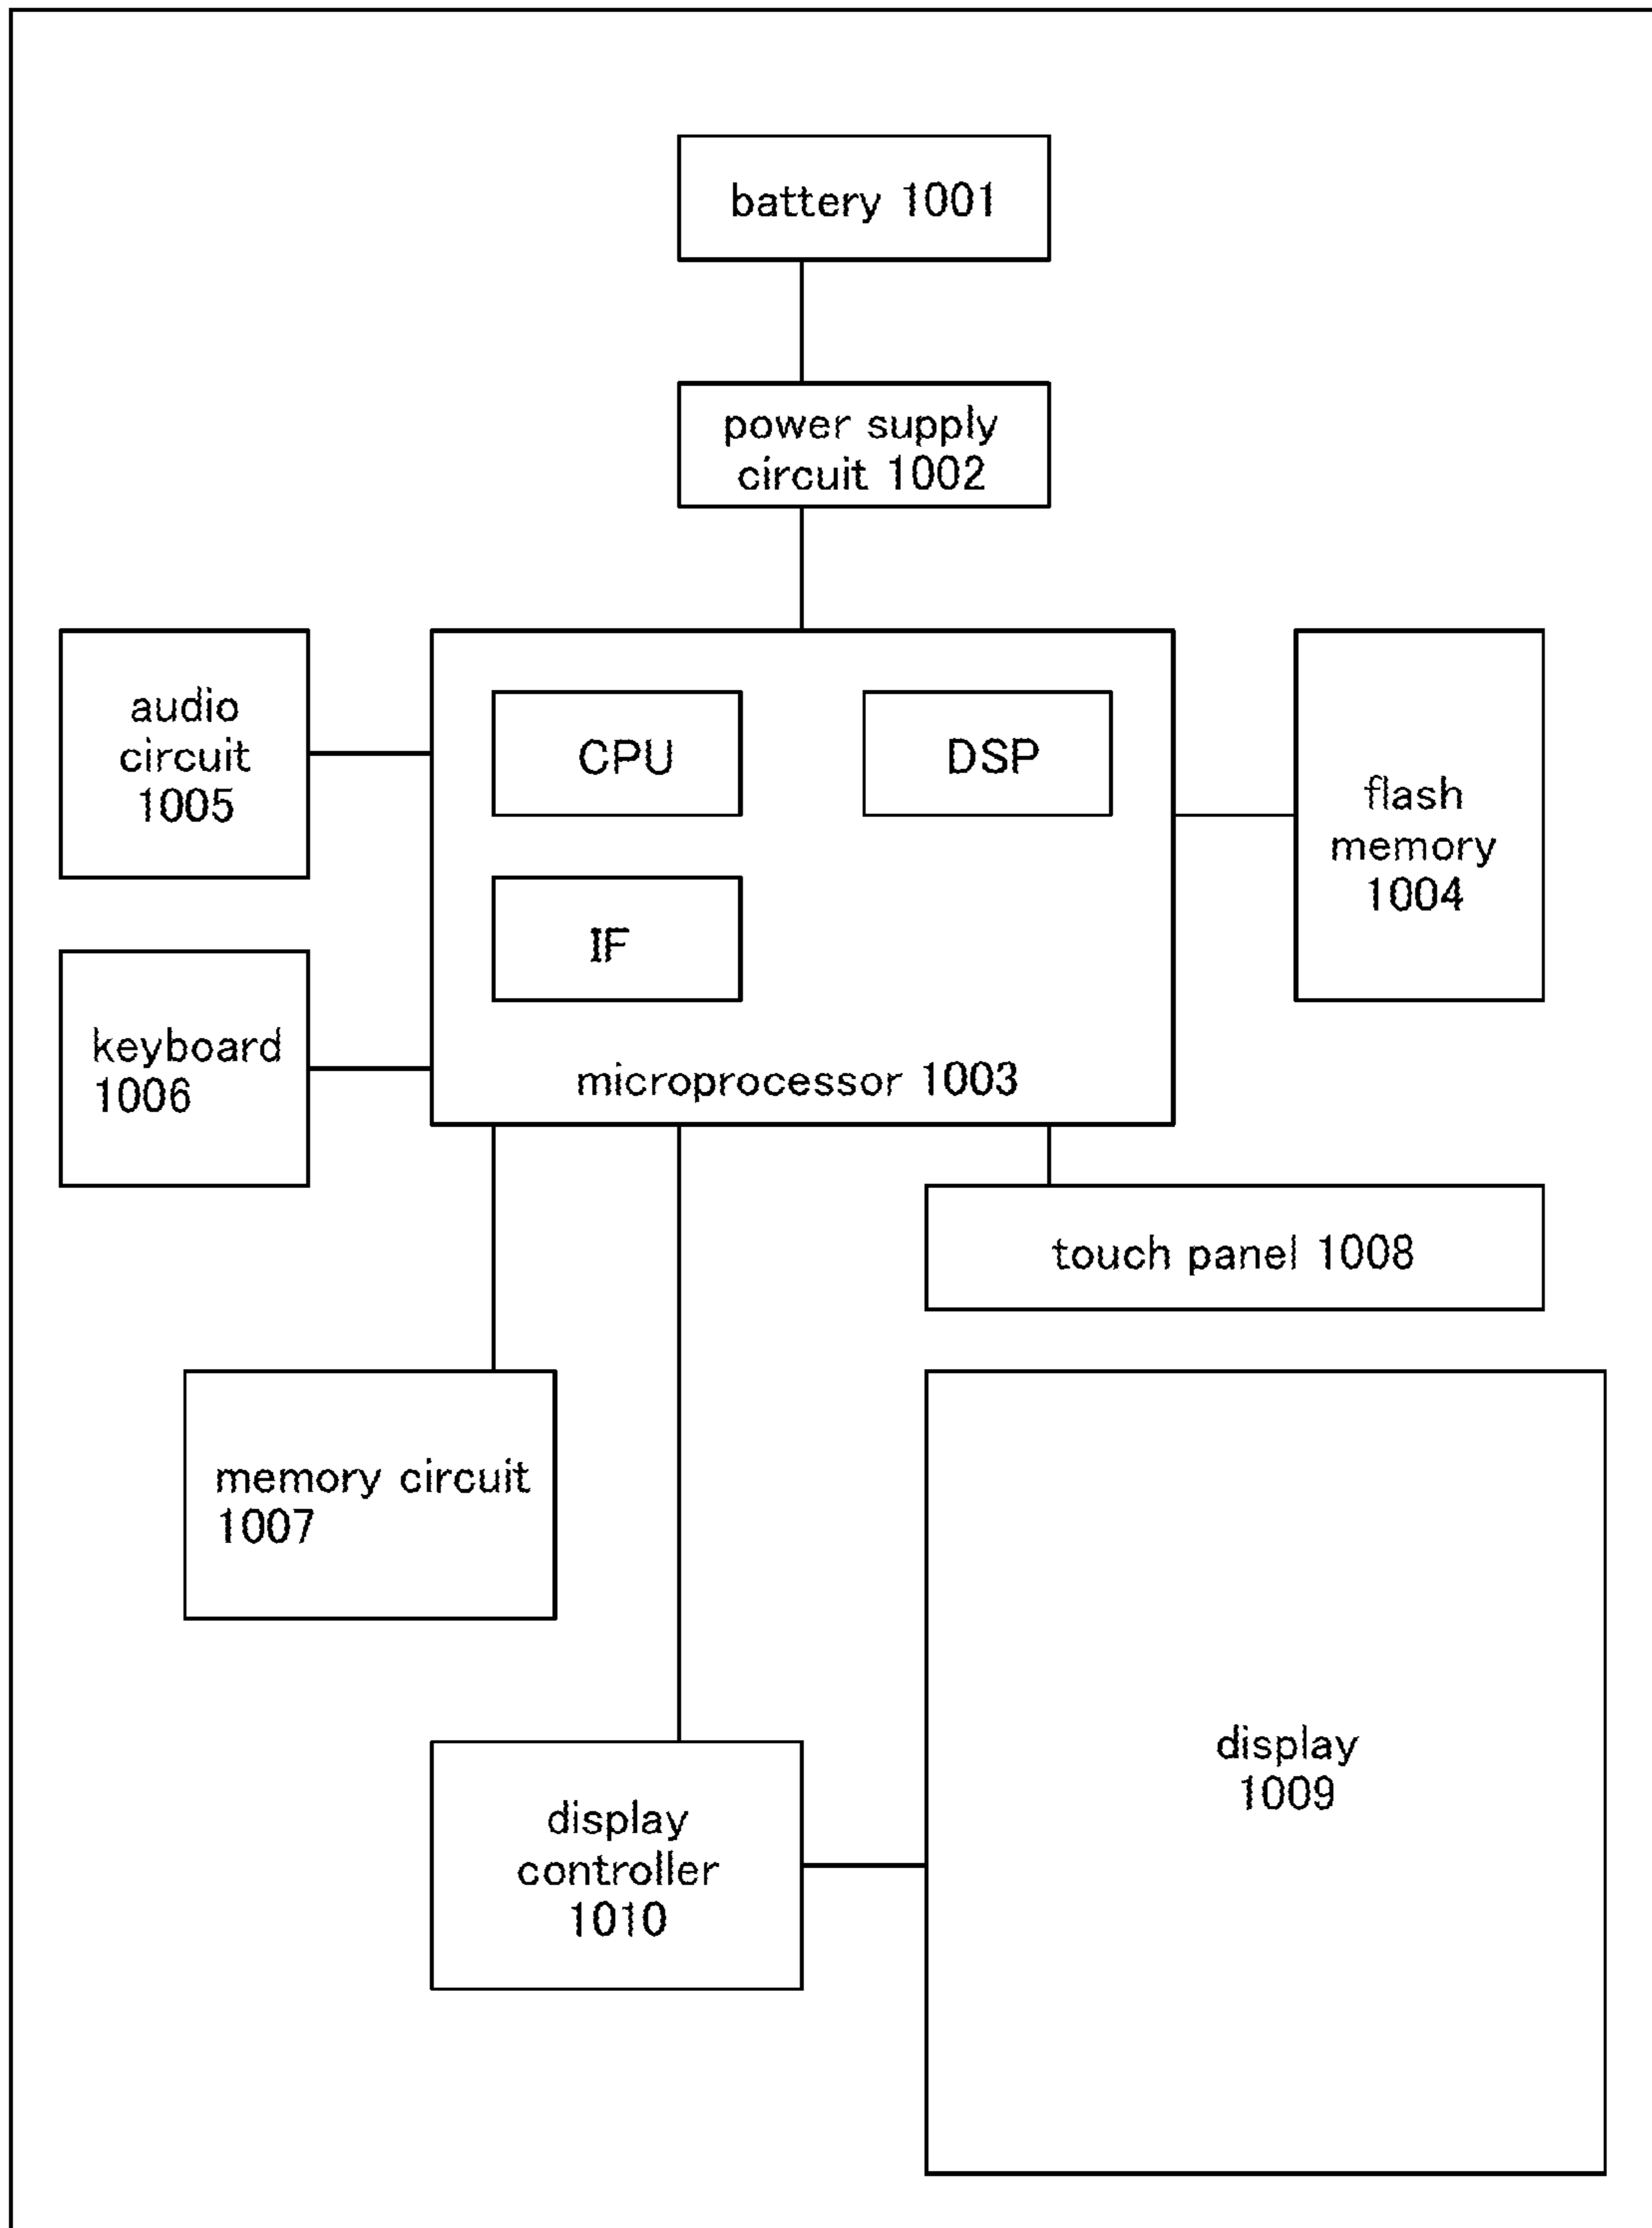 battery 1001
power supply
circuit 1002
audio
circuit
1005
CPU
DSP
flash
memory
1004
IF
keyboard
1006
microprocessor 1003
touch panel 1008
memory circuit
1007
display
1009
display
controller
1010